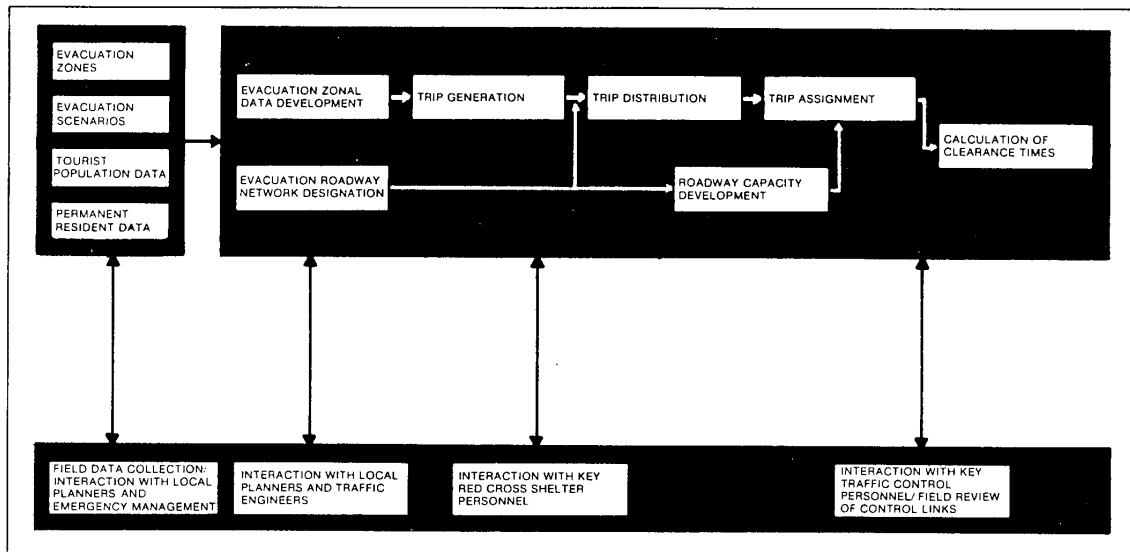 EVACUATION
ZONES
EVACUATION
SCENARIOS
TOURIST
POPULATION DATA
PERMANENT
RESIDENT DATA
EVACUATION ZONAL
DATA DEVELOPMENT
TRIP GENERATION
TRIP DISTRIBUTION
TRIP ASSIGNMENT
CALCULATION OF
CLEARANCE TIMES
EVACUATION ROADWAY
NETWORK DESIGNATION
ROADWAY CAPACITY
DEVELOPMENT
FIELD DATA COLLECTION:
INTERACTION WITH LOCAL
PLANNERS AND
EMERGENCY MANAGEMENT
INTERACTION WITH LOCAL
PLANNERS AND TRAFFIC
ENGINEERS
INTERACTION WITH KEY
RED CROSS SHELTER
PERSONNEL
INTERACTION WITH KEY
TRAFFIC CONTROL
PERSONNEL/ FIELD REVIEW
OF CONTROL LINKS